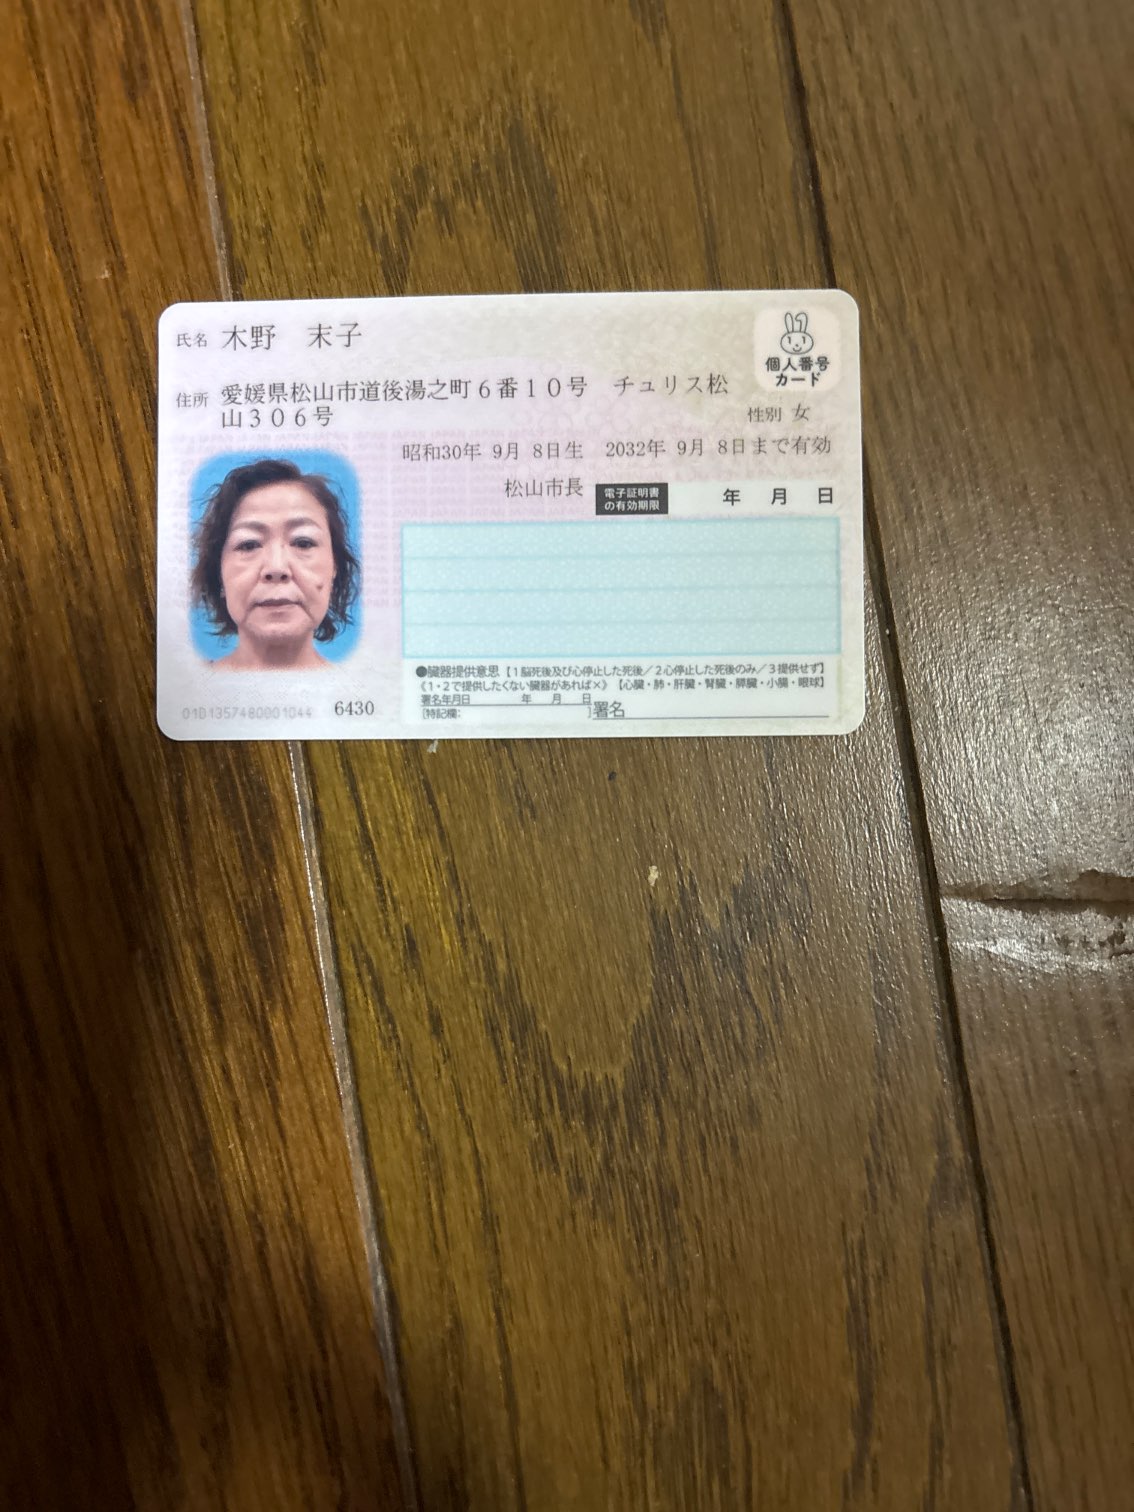 氏名 木野 末子
個人番号
カード
住所 愛媛県松山市道後湯之町6番10号 チュリス松
山306号
性別 女
昭和30年 9月 8日生 2032年 9月 8日まで有効
松山市長 電子証明書の有効期限 年 月 日
●臓器提供意思【1脳死後及び心停止した死後/2心停止した死後のみ/3提供せず】
《1・2で提供したくない臓器があれば×》【心臓・肺・肝臓・腎臓・膵臓・小腸・眼球】
署名年月日 年 月 日
[特記欄: ]署名
01D1357480001044 6430